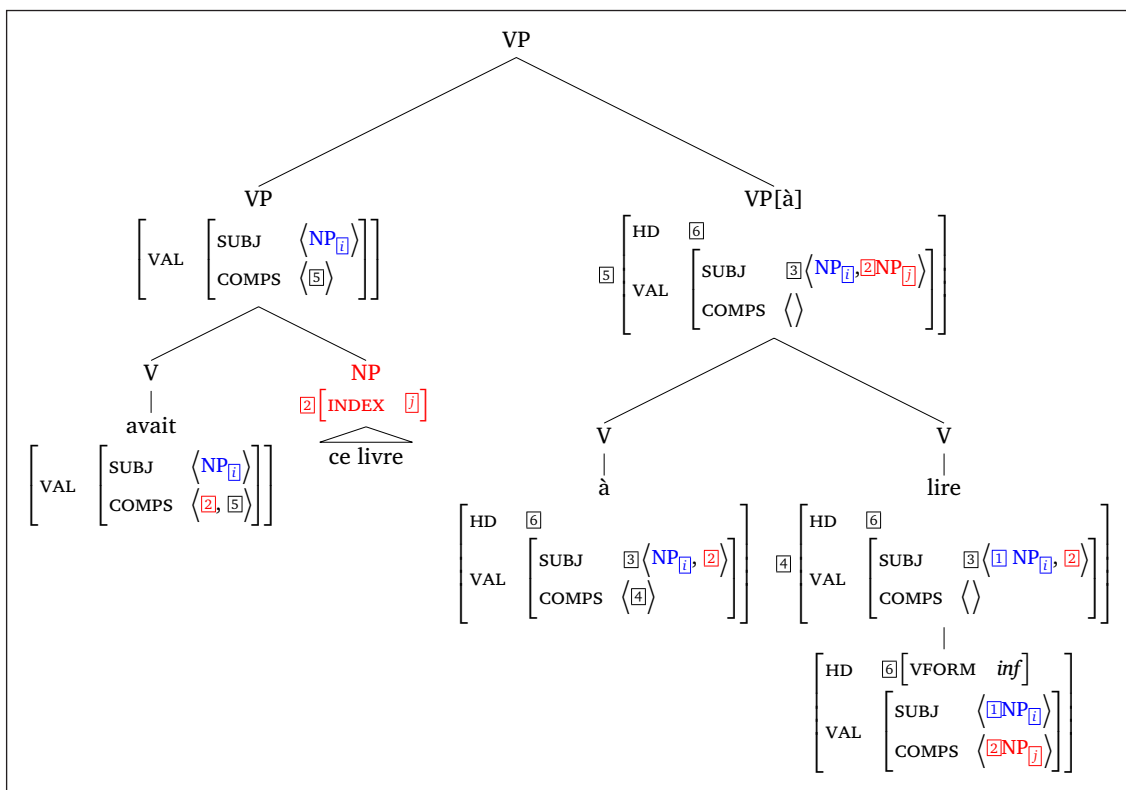 VP
VP VP[à]
[VAL [SUBJ ⟨NP[i]⟩
COMPS ⟨[5]⟩]]
[5] [HD [6]
VAL [SUBJ [3]⟨NP[i],[2]NP[j]⟩
COMPS ⟨⟩]]
V NP
avait [2][INDEX [j]]
ce livre
[VAL [SUBJ ⟨NP[i]⟩
COMPS ⟨[2], [5]⟩]]
V V
à lire
[HD [6]
VAL [SUBJ [3]⟨NP[i], [2]⟩
COMPS ⟨[4]⟩]]
[4] [HD [6]
VAL [SUBJ [3]⟨[1] NP[i], [2]⟩
COMPS ⟨⟩]]
[HD [6][VFORM inf]
VAL [SUBJ ⟨[1]NP[i]⟩
COMPS ⟨[2]NP[j]⟩]]